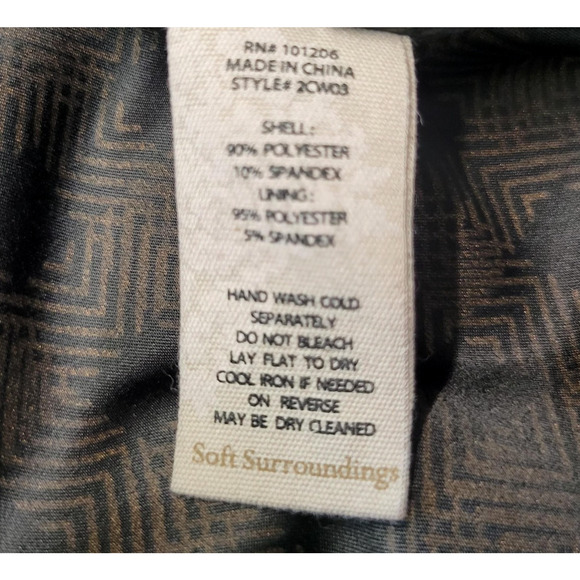 RN# 101206
MADE IN CHINA
STYLE# 2CW03
SHELL:
90% POLYESTER
10% SPANDEX
LINING:
95% POLYESTER
5% SPANDEX
HAND WASH COLD
SEPARATELY
DO NOT BLEACH
LAY FLAT TO DRY
COOL IRON IF NEEDED
ON REVERSE
MAY BE DRY CLEANED
Soft Surroundings